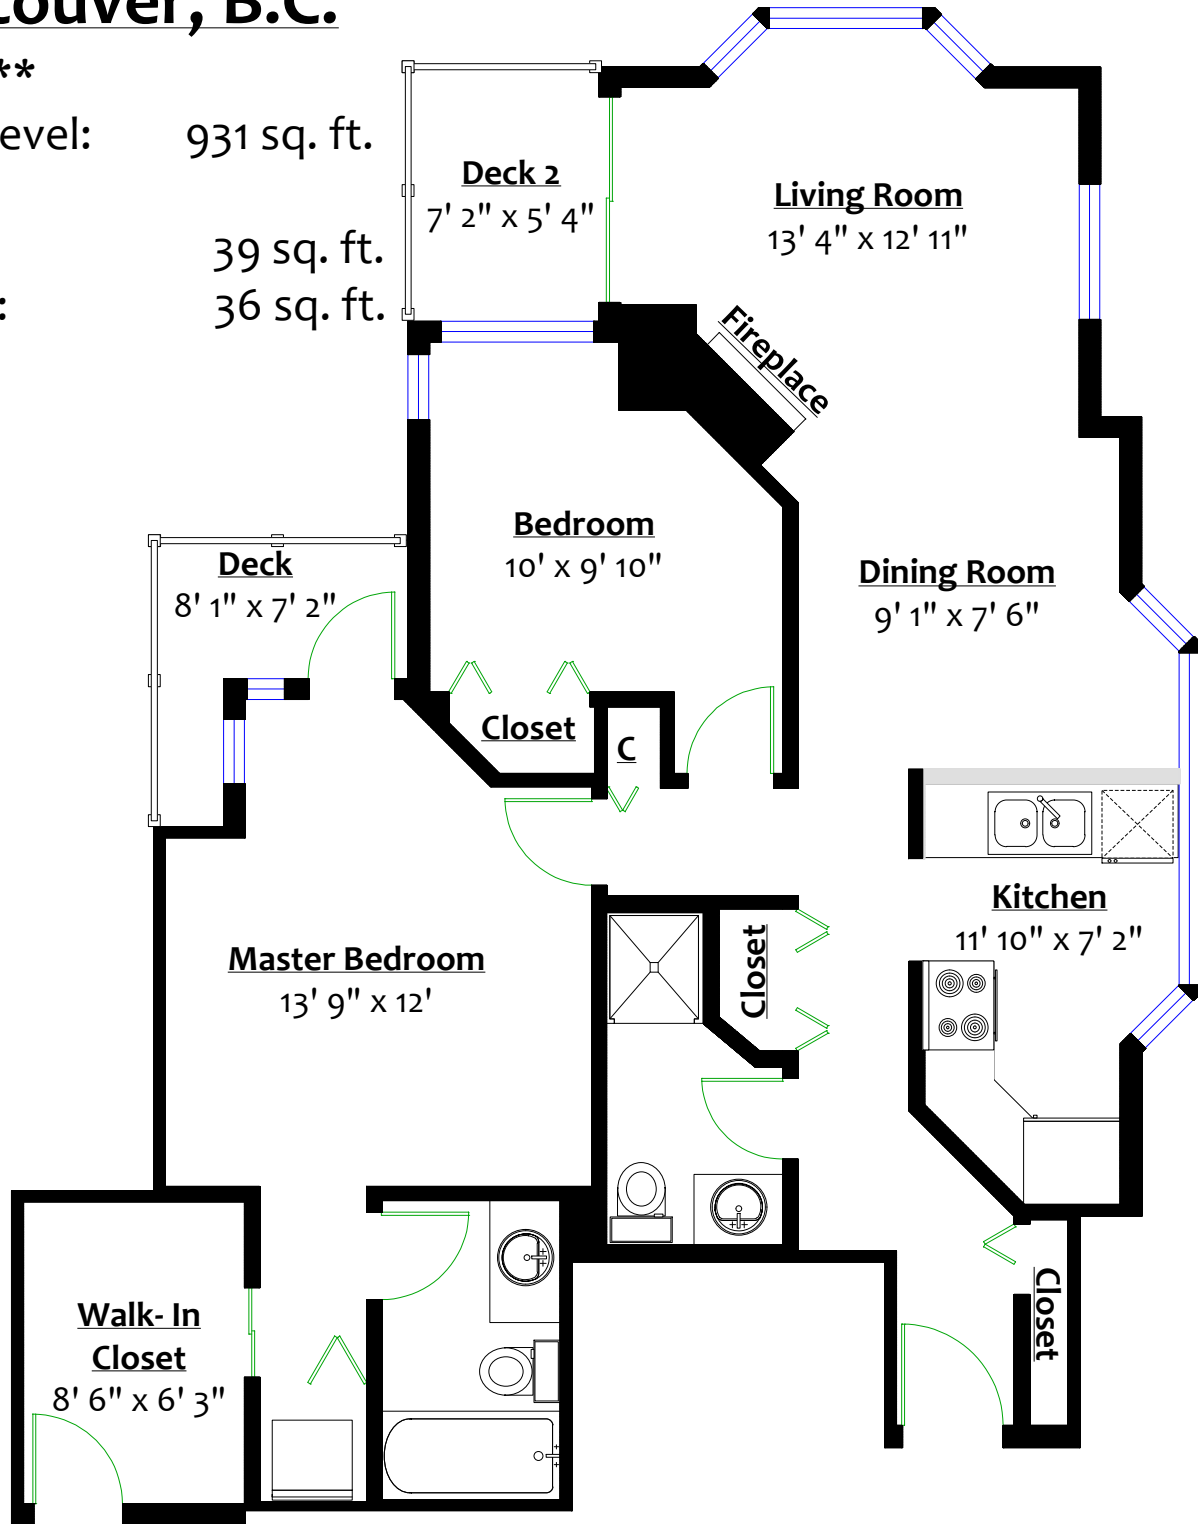 couver, B.C.
**
evel: 931 sq. ft.
39 sq. ft.
: 36 sq. ft.
Deck 2
7' 2" x 5' 4"
Living Room
13' 4" x 12' 11"
Fireplace
Bedroom
10' x 9' 10"
Deck
8' 1" x 7' 2"
Dining Room
9' 1" x 7' 6"
Closet
C
Kitchen
11' 10" x 7' 2"
Closet
Master Bedroom
13' 9" x 12'
Closet
Walk- In
Closet
8' 6" x 6' 3"